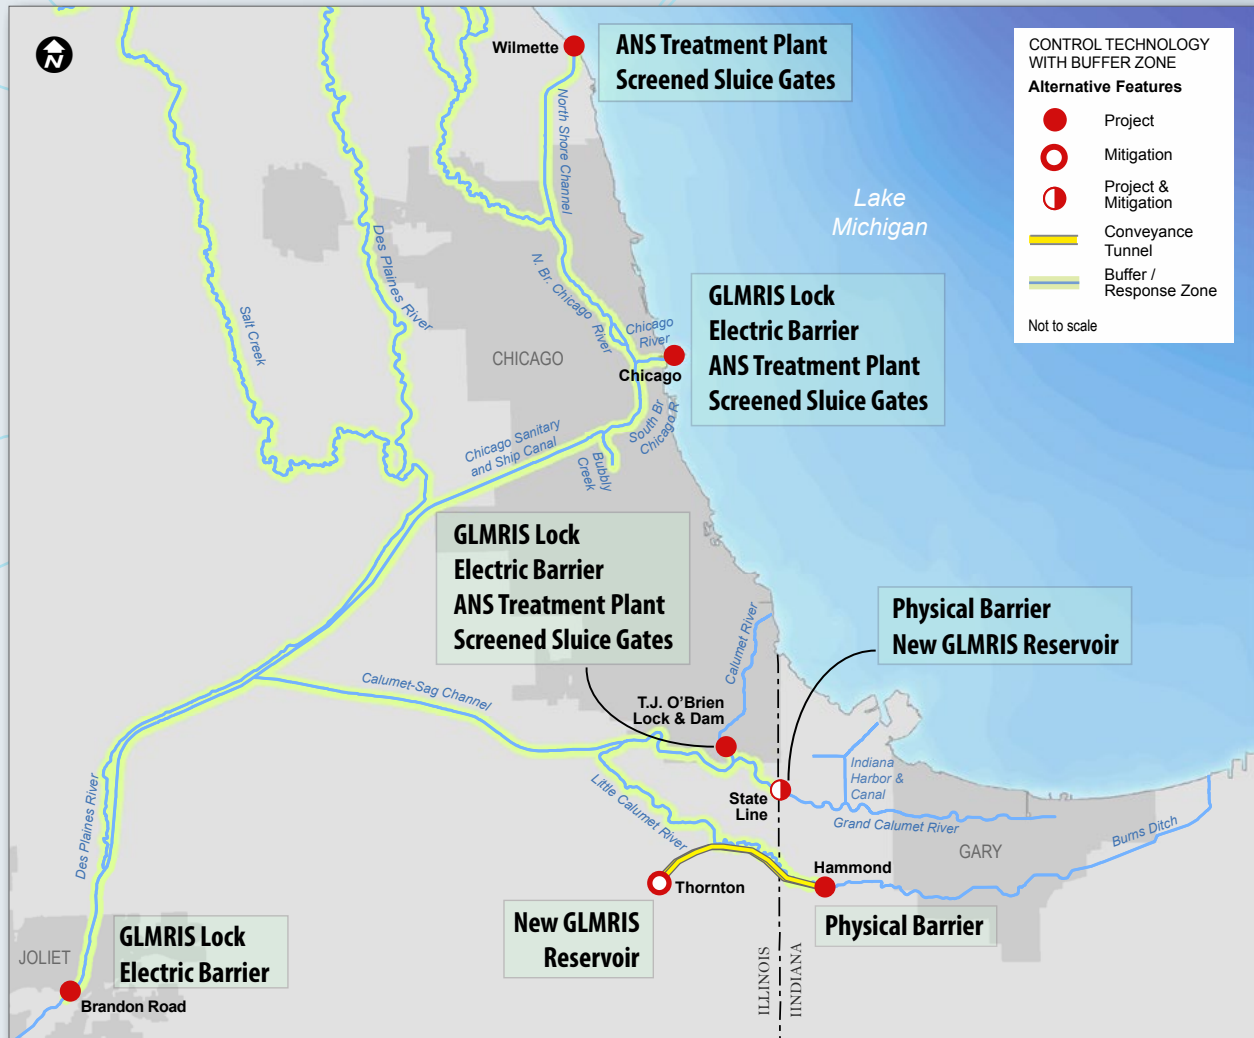 N
Wilmette
ANS Treatment Plant
Screened Sluice Gates
CONTROL TECHNOLOGY
WITH BUFFER ZONE
Alternative Features
Project
Mitigation
Project &
Mitigation
Conveyance
Tunnel
Buffer /
Response Zone
Not to scale
North Shore Channel
Lake
Michigan
Des Plaines River
Salt Creek
N. Br. Chicago River
CHICAGO
Chicago
River
Chicago
GLMRIS Lock
Electric Barrier
ANS Treatment Plant
Screened Sluice Gates
South Br
Chicago R
Chicago Sanitary
and Ship Canal
Bubbly
Creek
GLMRIS Lock
Electric Barrier
ANS Treatment Plant
Screened Sluice Gates
Physical Barrier
New GLMRIS Reservoir
Calumet River
Calumet-Sag Channel
T.J. O'Brien
Lock & Dam
Indiana
Harbor &
Canal
State
Line
Grand Calumet River
Little Calumet River
Des Plaines River
Burns Ditch
GARY
Hammond
Thornton
Physical Barrier
New GLMRIS
Reservoir
GLMRIS Lock
Electric Barrier
JOLIET
Brandon Road
ILLINOIS
IINDIANA